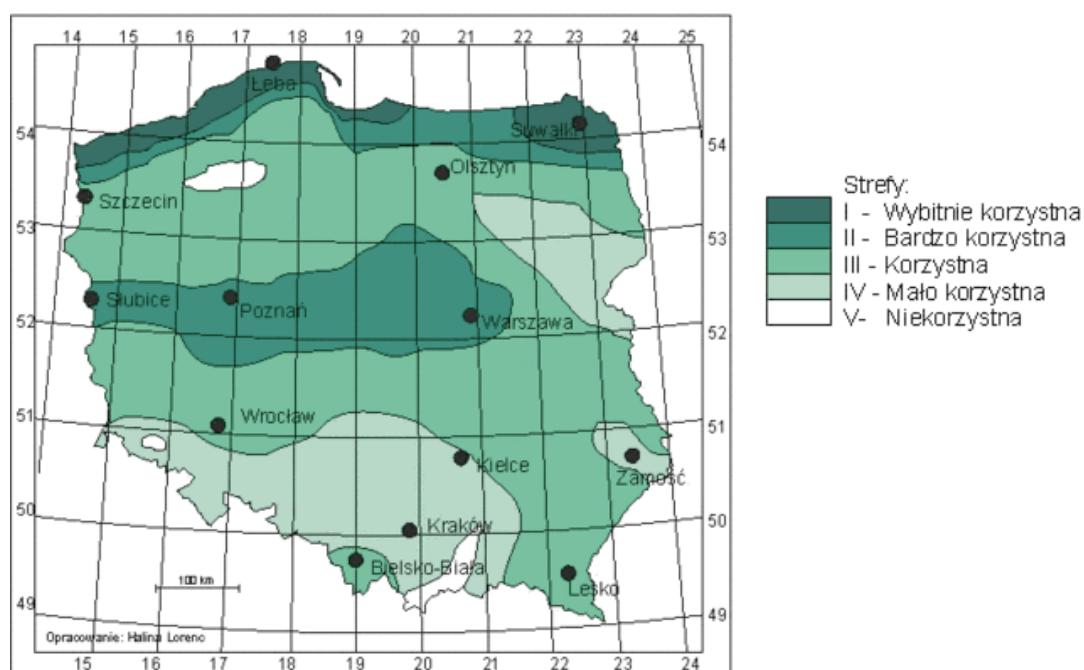 14 15 16 17 18 19 20 21 22 23 24 25
Łeba
54
Suwałki
54
Olsztyn
Szczecin
53
53
Słubice
Poznań
Warszawa
52
52
Wrocław
51
51
Kielce
Zamość
50
50
Kraków
Bielsko-Biała
Lesko
100 km
49
49
Opracowanie: Halina Lorenc
15 16 17 18 19 20 21 22 23 24
Strefy:
I - Wybitnie korzystna
II - Bardzo korzystna
III - Korzystna
IV - Mało korzystna
V- Niekorzystna